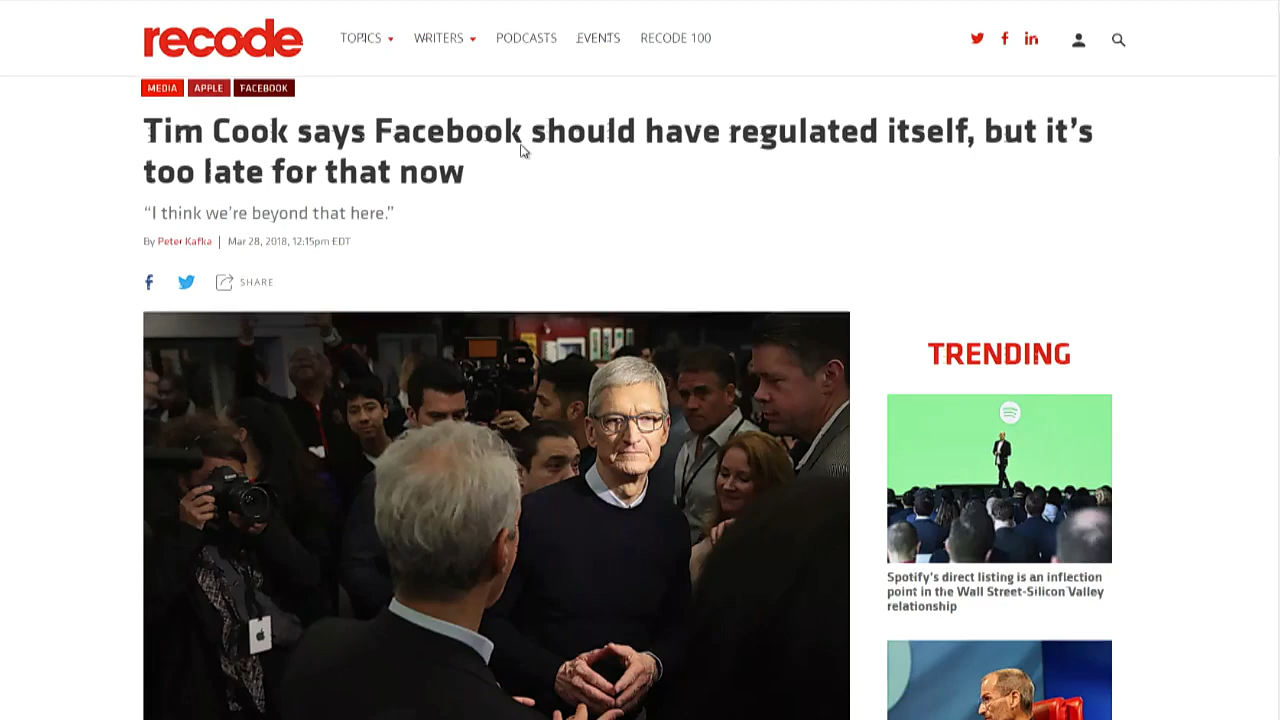 recode
TOPICS WRITERS PODCASTS EVENTS RECODE 100
MEDIA APPLE FACEBOOK
Tim Cook says Facebook should have regulated itself, but it’s
too late for that now
“I think we’re beyond that here.”
By Peter Kafka | Mar 28, 2018, 12:15pm EDT
SHARE
TRENDING
Spotify’s direct listing is an inflection
point in the Wall Street-Silicon Valley
relationship